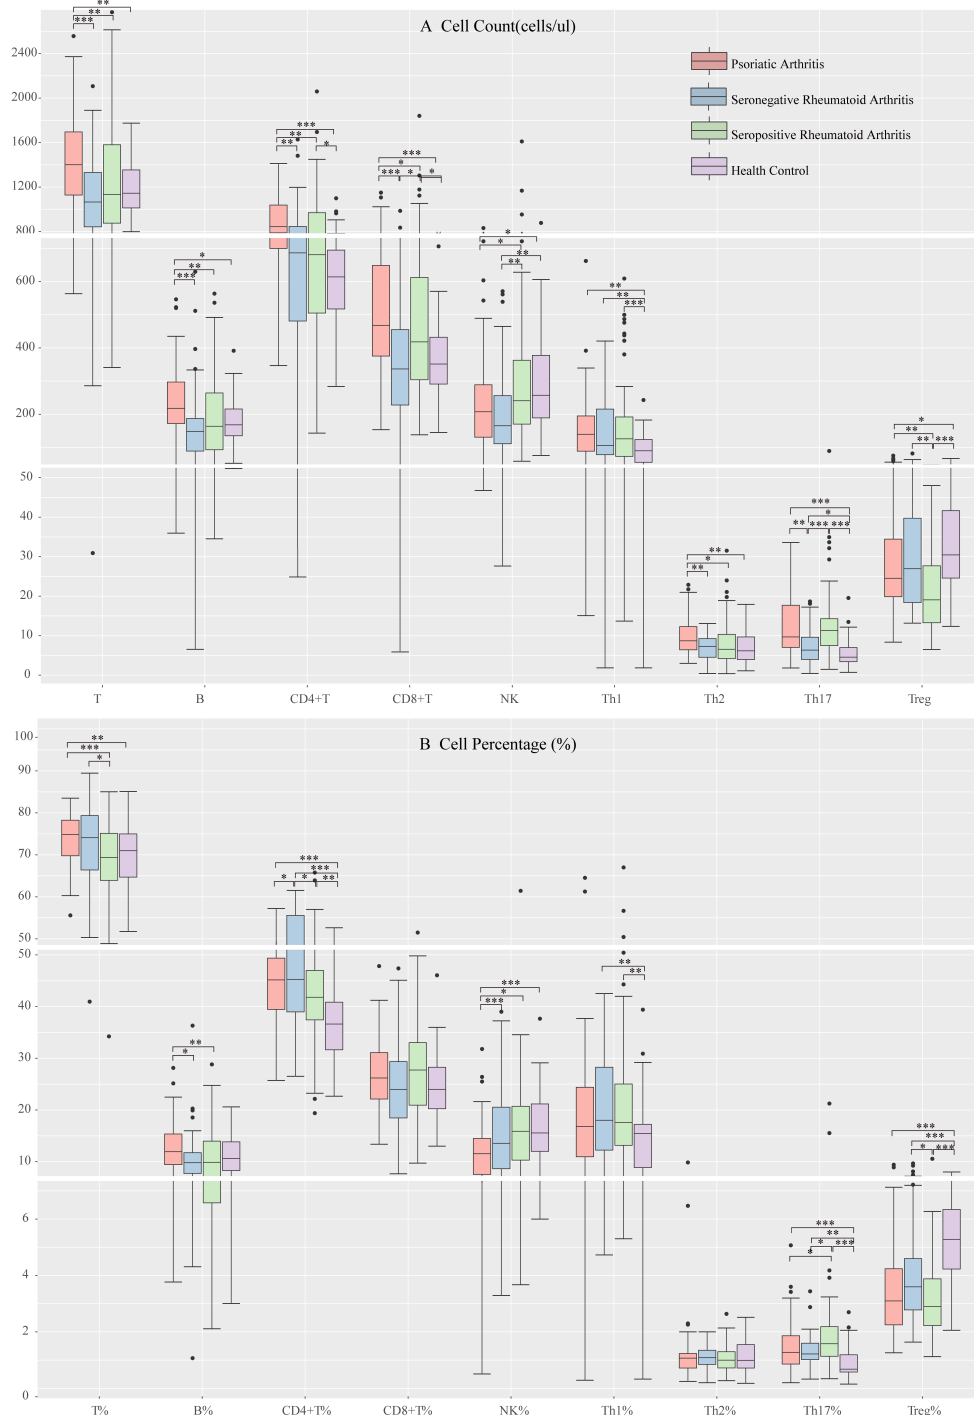 A Cell Count(cells/ul)
Psoriatic Arthritis
Seronegative Rheumatoid Arthritis
Seropositive Rheumatoid Arthritis
Health Control
2400
2000
1600
1200
800
600
400
200
50
40
30
20
10
0
** ** ***
* ** ***
*** ** ** *
*** * *** * *
* * ** **
** ** ***
** * **
*** * ** *** ***
* ** ** ***
T B CD4+T CD8+T NK Th1 Th2 Th17 Treg
B Cell Percentage (%)
100
90
80
70
60
50
50
40
30
20
10
6
4
2
0
** *** *
** *
*** *** * * **
*** * ***
** **
*** ** * *** *
*** *** * ***
T% B% CD4+T% CD8+T% NK% Th1% Th2% Th17% Treg%